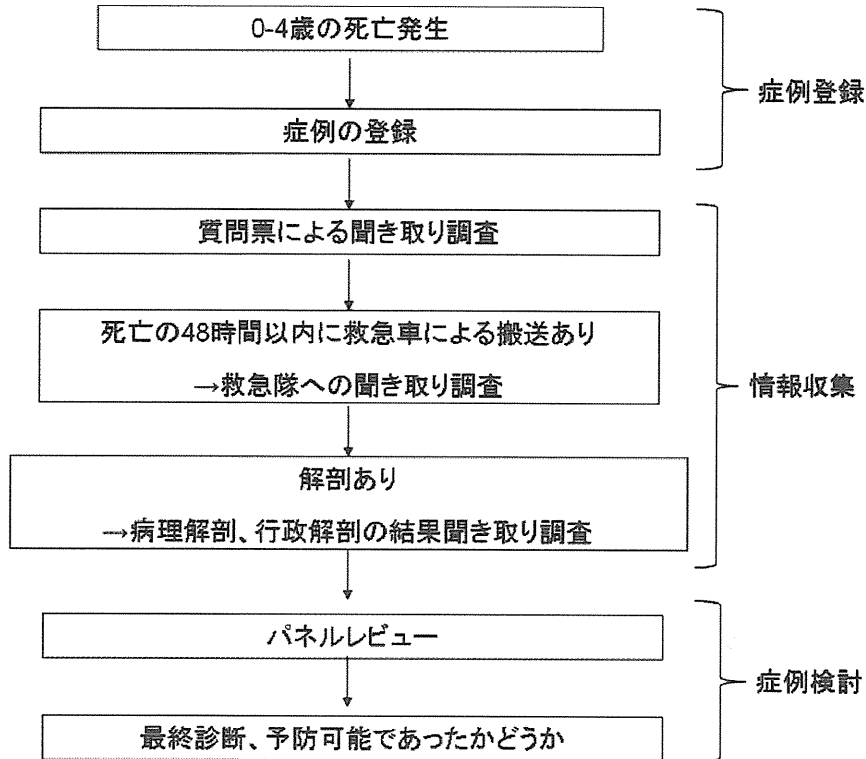 0-4歳の死亡発生
症例の登録
症例登録
質問票による聞き取り調査
死亡の48時間以内に救急車による搬送あり
→救急隊への聞き取り調査
解剖あり
→病理解剖、行政解剖の結果聞き取り調査
情報収集
パネルレビュー
最終診断、予防可能であったかどうか
症例検討